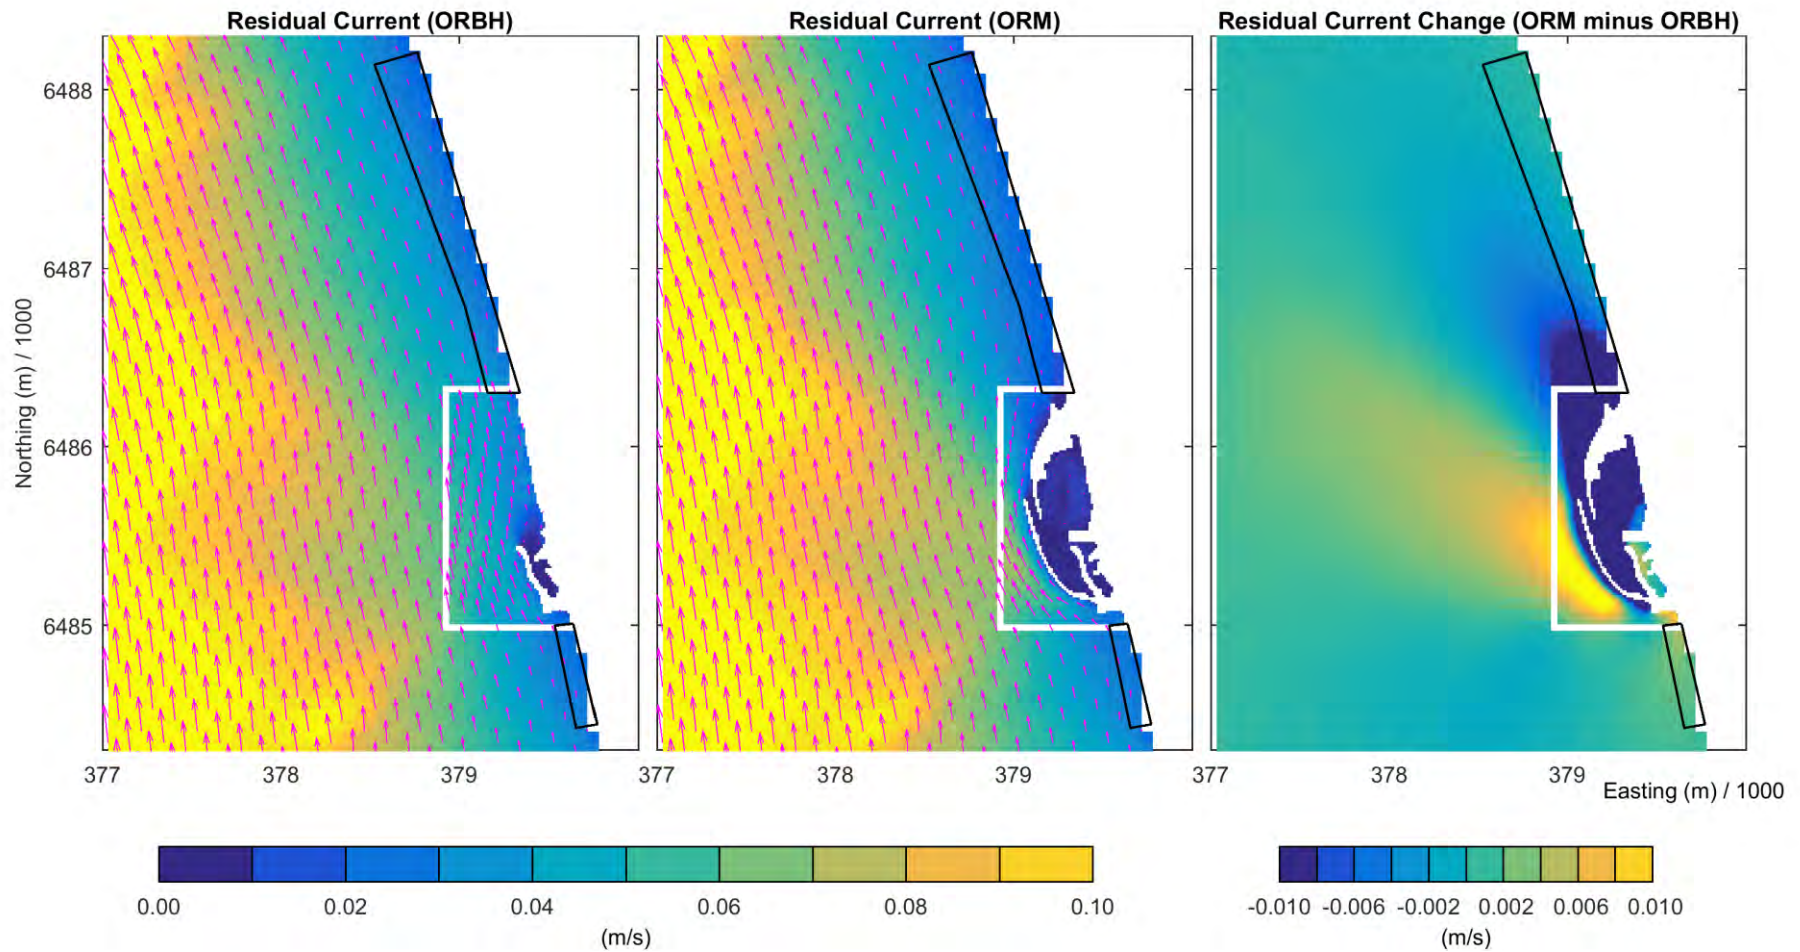 Residual Current (ORBH)
Residual Current (ORM)
Residual Current Change (ORM minus ORBH)
Northing (m) / 1000
6488
6487
6486
6485
377 378 379
377 378 379
377 378 379
Easting (m) / 1000
0.00 0.02 0.04 0.06 0.08 0.10
(m/s)
-0.010 -0.006 -0.002 0.002 0.006 0.010
(m/s)